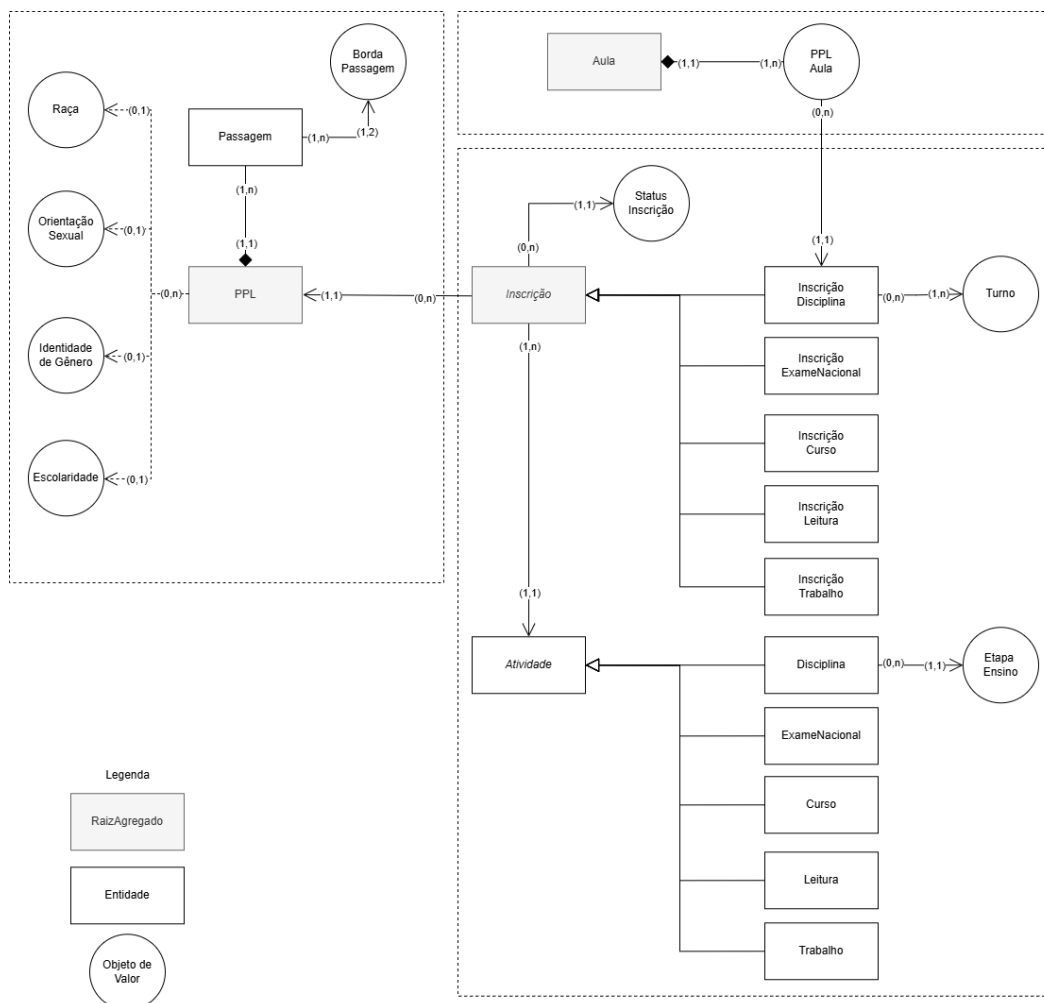 Borda
Passagem
Raça
(0,1)
Passagem
(1,n)
(1,2)
(1,n)
Orientação
Sexual
(0,1)
(1,1)
(0,n)
PPL
(1,1)
(0,n)
Identidade
de Gênero
(0,1)
Escolaridade
(0,1)
Aula
(1,1)
(1,n)
PPL
Aula
(0,n)
(1,1)
Status
Inscrição
(1,1)
(0,n)
Inscrição
(1,n)
Inscrição
Disciplina
(0,n)
(1,n)
Turno
Inscrição
ExameNacional
Inscrição
Curso
Inscrição
Leitura
Inscrição
Trabalho
(1,1)
Atividade
Disciplina
(0,n)
(1,1)
Etapa
Ensino
ExameNacional
Curso
Leitura
Trabalho
Legenda
RaizAgregado
Entidade
Objeto de
Valor